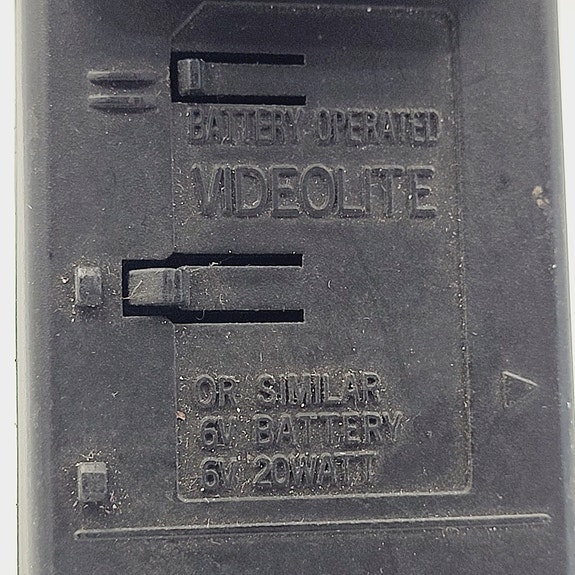 BATTERY OPERATED
VIDEOLITE
OR SIMILAR
6V BATTERY
6V 20WATT